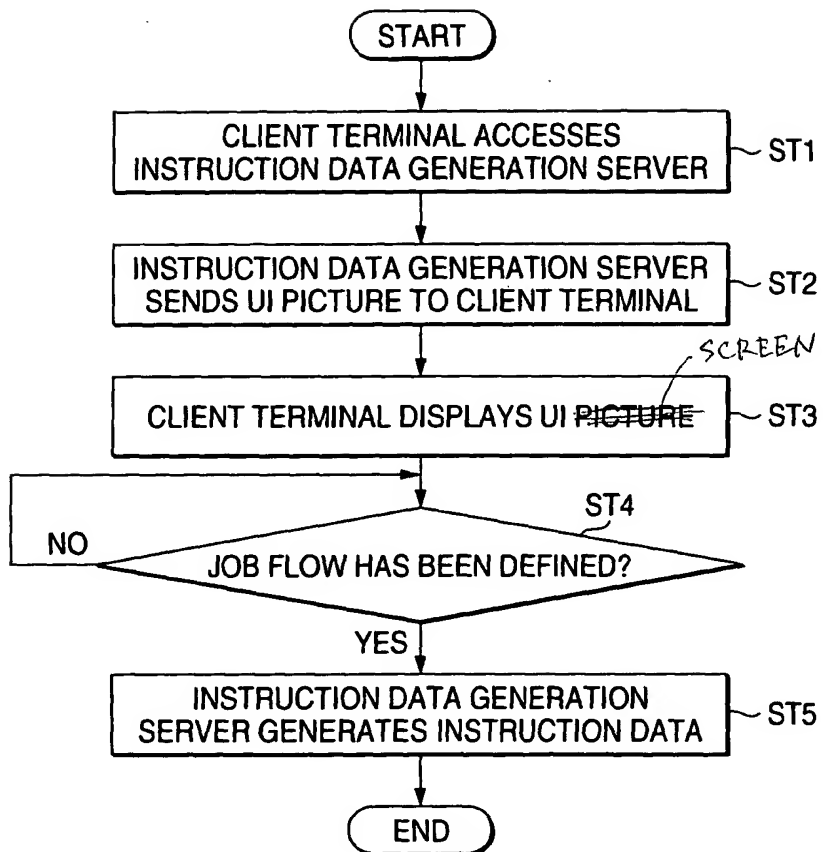 START
CLIENT TERMINAL ACCESSES
INSTRUCTION DATA GENERATION SERVER
ST1
INSTRUCTION DATA GENERATION SERVER
SENDS UI PICTURE TO CLIENT TERMINAL
ST2
SCREEN
CLIENT TERMINAL DISPLAYS UI PICTURE
ST3
ST4
NO
JOB FLOW HAS BEEN DEFINED?
YES
INSTRUCTION DATA GENERATION
SERVER GENERATES INSTRUCTION DATA
ST5
END